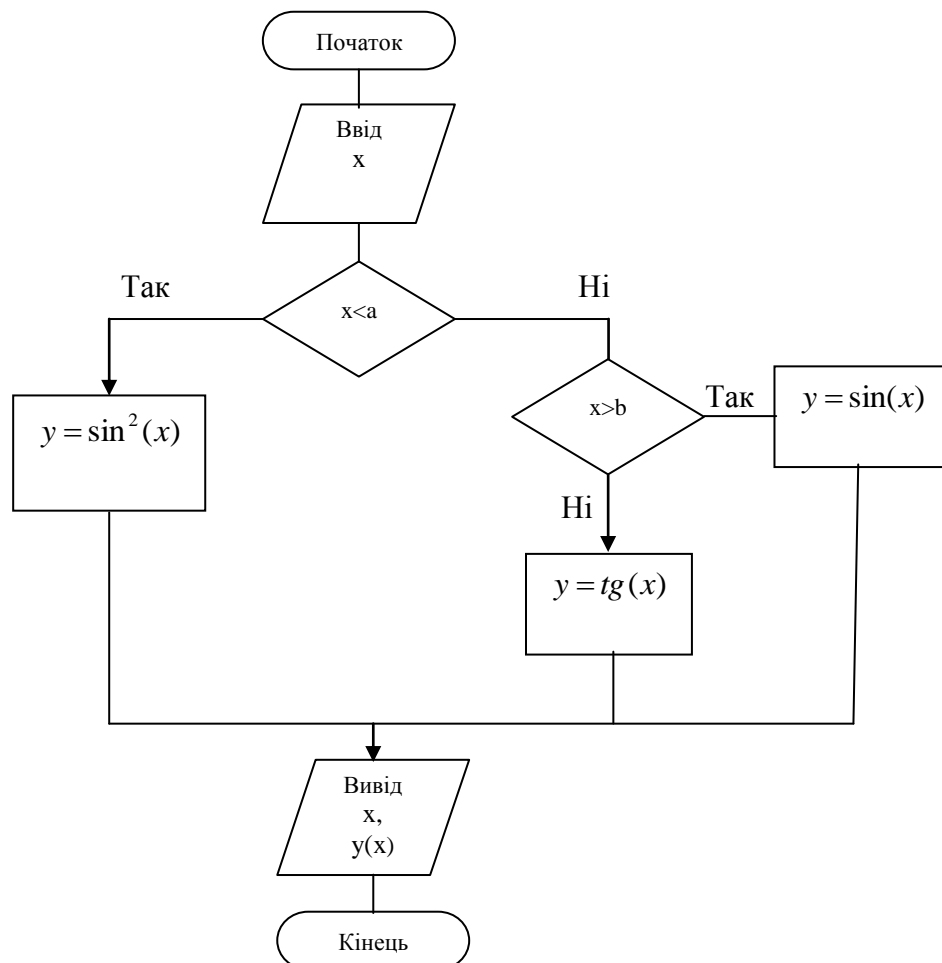 Початок
Ввід
x
Так
x<a
Ні
y = sin²(x)
x>b
Так
y = sin(x)
Ні
y = tg(x)
Вивід
x,
y(x)
Кінець